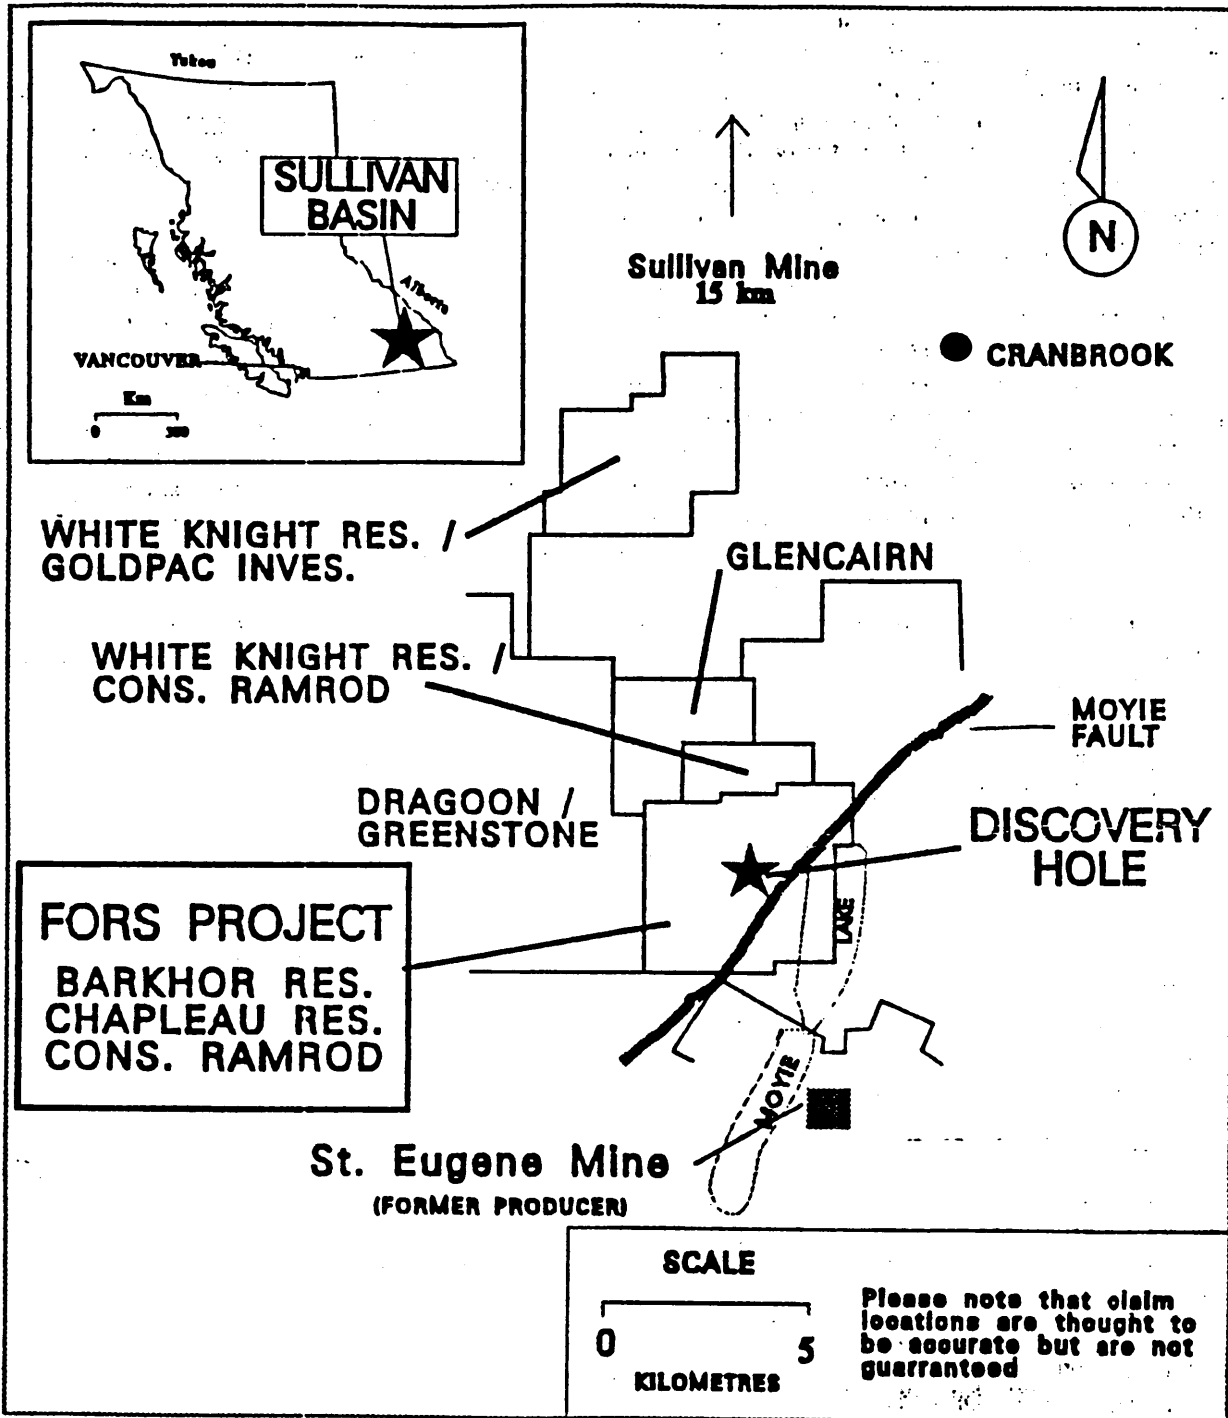 Yukon
SULLIVAN
BASIN
Alberta
VANCOUVER
Km
0 300
Sullivan Mine
15 km
N
CRANBROOK
WHITE KNIGHT RES. /
GOLDPAC INVES.
GLENCAIRN
WHITE KNIGHT RES. /
CONS. RAMROD
MOYIE
FAULT
DRAGOON /
GREENSTONE
DISCOVERY
HOLE
FORS PROJECT
BARKHOR RES.
CHAPLEAU RES.
CONS. RAMROD
LAKE
MOYIE
St. Eugene Mine
(FORMER PRODUCER)
SCALE
0 5
KILOMETRES
Please note that claim
locations are thought to
be accurate but are not
guarranteed